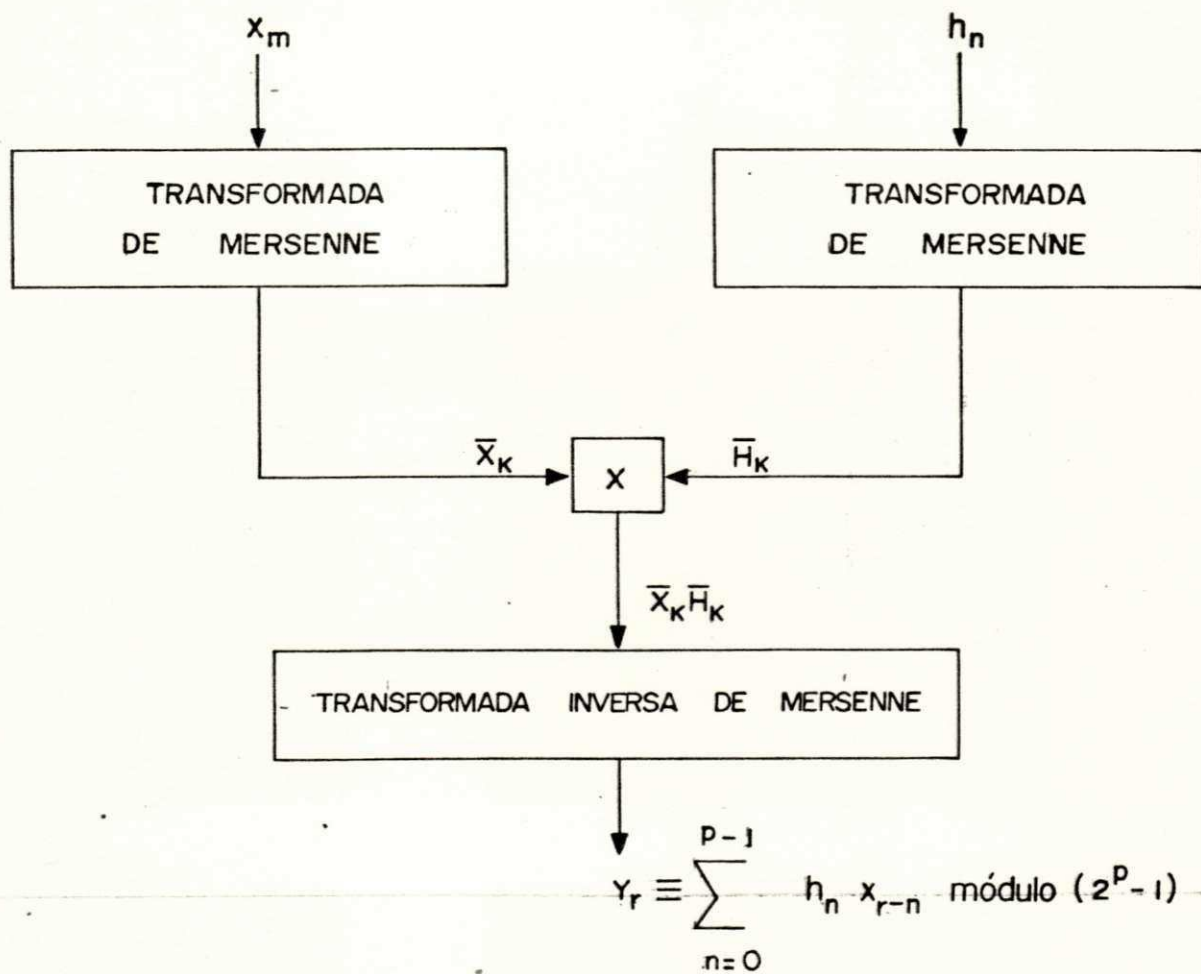 x_m
h_n
TRANSFORMADA
DE MERSENNE
TRANSFORMADA
DE MERSENNE
X̅_K
X
H̅_K
X̅_K H̅_K
TRANSFORMADA INVERSA DE MERSENNE
Y_r ≡ ∑_{n=0}^{P-1} h_n x_{r-n} módulo (2^P-1)